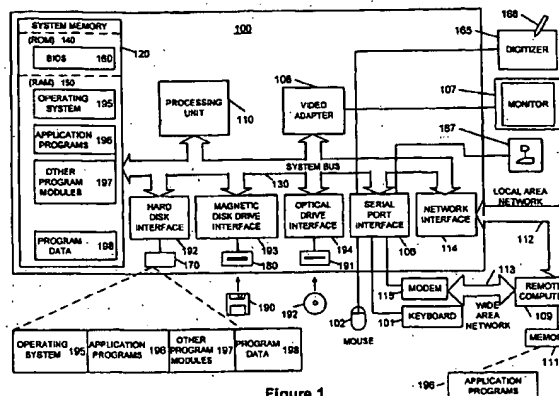 SYSTEM MEMORY
(ROM) 140
BIOS 160
(RAM) 150
OPERATING SYSTEM 195
APPLICATION PROGRAMS 196
OTHER PROGRAM MODULES 197
PROGRAM DATA 198
120
100
PROCESSING UNIT
110
108
VIDEO ADAPTER
166
165
DIGITIZER
107
MONITOR
167
SYSTEM BUS
130
HARD DISK INTERFACE
192
170
MAGNETIC DISK DRIVE INTERFACE
193
180
OPTICAL DRIVE INTERFACE
194
191
SERIAL PORT INTERFACE
106
NETWORK INTERFACE
114
LOCAL AREA NETWORK
112
190
192
102
MOUSE
115
MODEM
101
KEYBOARD
113
WIDE AREA NETWORK
REMOTE
109
111
OPERATING SYSTEM 195
APPLICATION PROGRAMS 196
OTHER PROGRAM MODULES 197
PROGRAM DATA 198
196
APPLICATION PROGRAMS
Figure 1